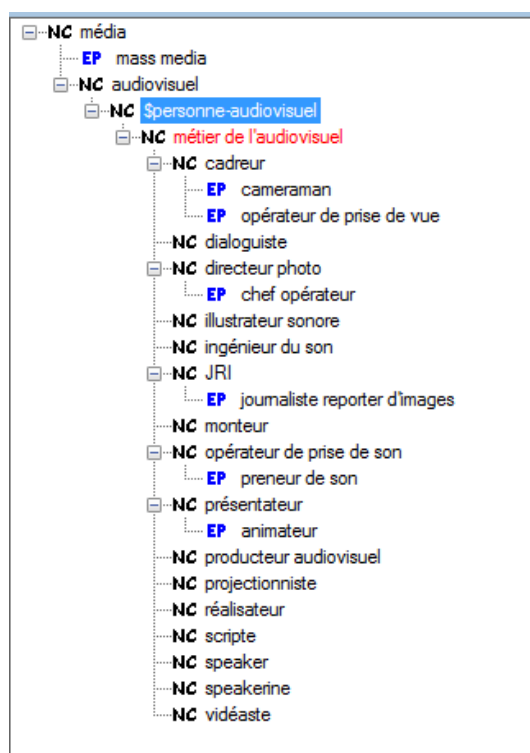 NC média
EP mass media
NC audiovisuel
NC $personne-audiovisuel
NC métier de l'audiovisuel
NC cadreur
EP cameraman
EP opérateur de prise de vue
NC dialoguiste
NC directeur photo
EP chef opérateur
NC illustrateur sonore
NC ingénieur du son
NC JRI
EP journaliste reporter d'images
NC monteur
NC opérateur de prise de son
EP preneur de son
NC présentateur
EP animateur
NC producteur audiovisuel
NC projectionniste
NC réalisateur
NC scripte
NC speaker
NC speakerine
NC vidéaste